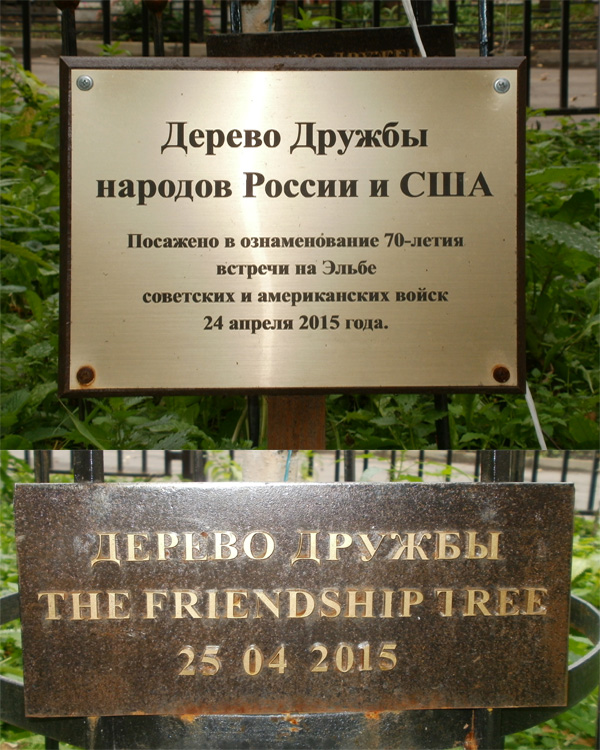 Дерево Дружбы
народов России и США
Посажено в ознаменование 70-летия
встречи на Эльбе
советских и американских войск
24 апреля 2015 года.
ДЕРЕВО ДРУЖБЫ
THE FRIENDSHIP TREE
25 04 2015